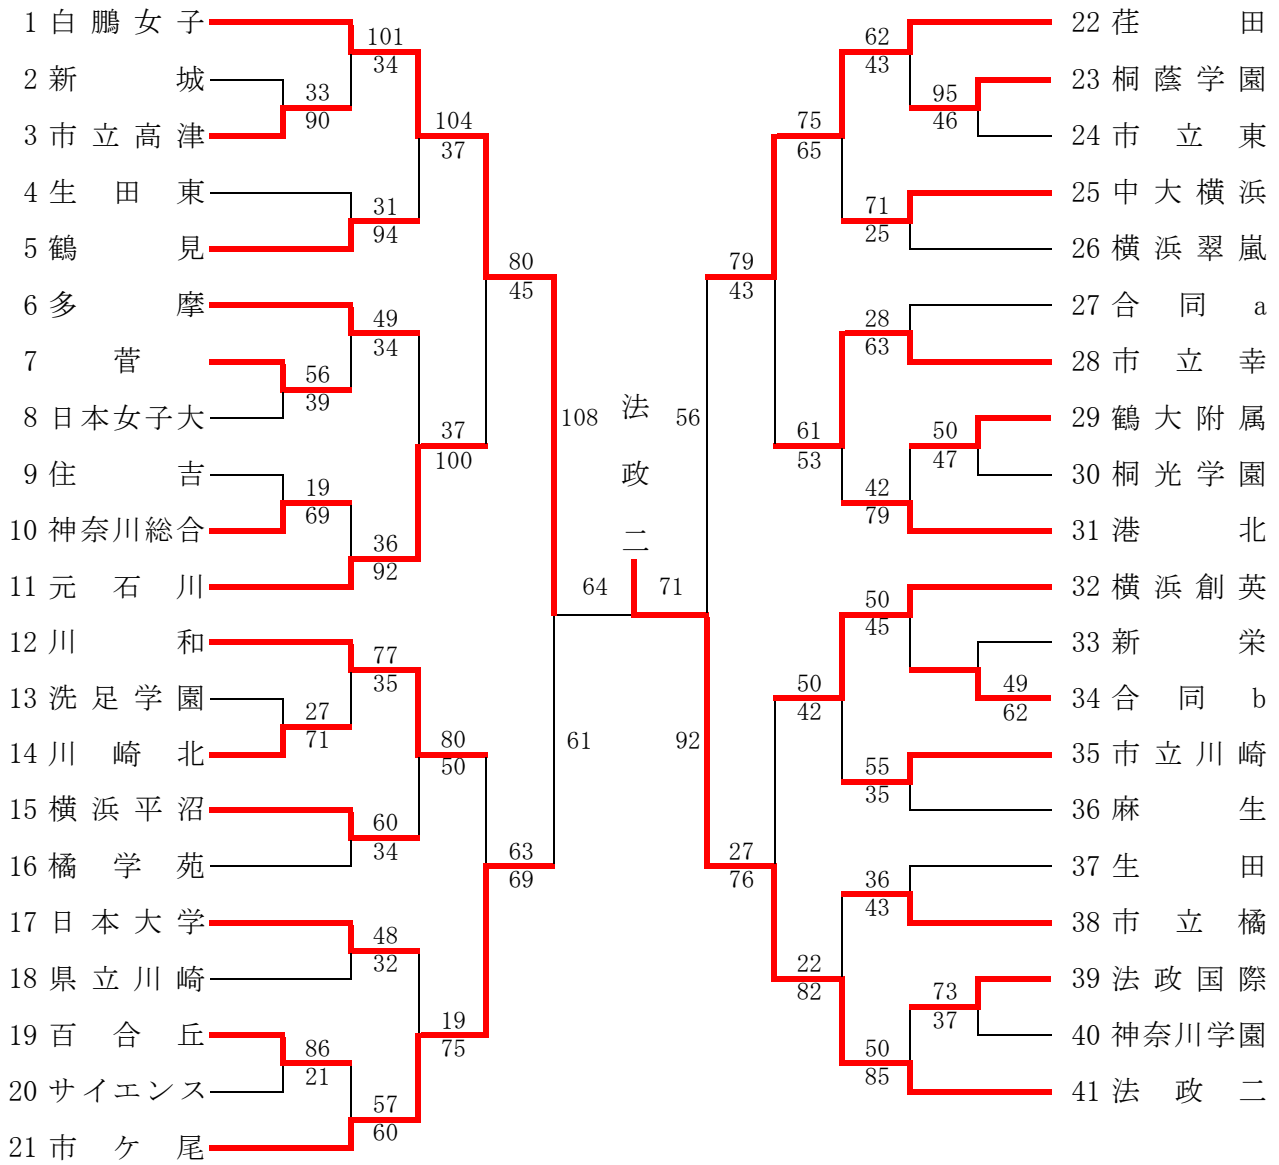 1 白鵬女子
2 新城
3 市立高津
4 生田東
5 鶴見
6 多摩
7 菅
8 日本女子大
9 住吉
10 神奈川総合
11 元石川
12 川和
13 洗足学園
14 川崎北
15 横浜平沼
16 橘学苑
17 日本大学
18 県立川崎
19 百合丘
20 サイエンス
21 市ケ尾
33
90
56
39
19
69
27
71
86
21
101
34
31
94
49
34
36
92
77
35
60
34
48
32
57
60
104
37
37
100
80
50
19
75
80
45
63
69
108
61
64
法政二
71
56
92
79
43
27
76
75
65
61
53
50
42
22
82
62
43
71
25
28
63
42
79
50
45
55
35
36
43
50
85
95
46
50
47
49
62
73
37
22 荏田
23 桐蔭学園
24 市立東
25 中大横浜
26 横浜翠嵐
27 合同a
28 市立幸
29 鶴大附属
30 桐光学園
31 港北
32 横浜創英
33 新栄
34 合同b
35 市立川崎
36 麻生
37 生田
38 市立橘
39 法政国際
40 神奈川学園
41 法政二